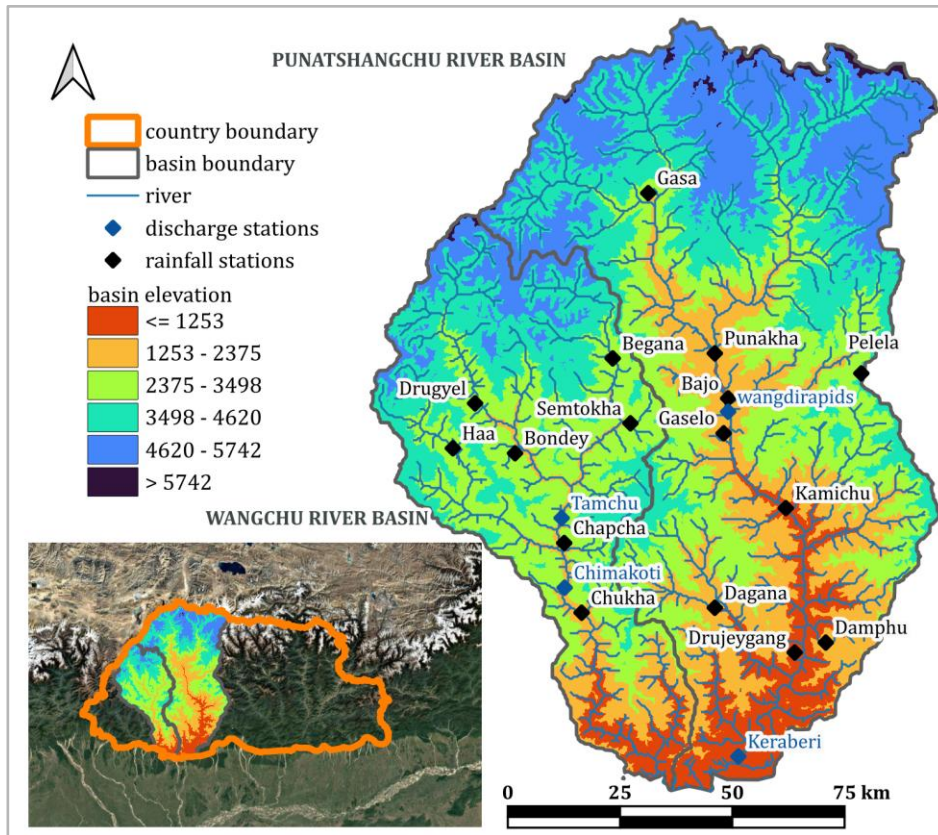 PUNATSHANGCHU RIVER BASIN
country boundary
basin boundary
river
discharge stations
rainfall stations
basin elevation
<= 1253
1253 - 2375
2375 - 3498
3498 - 4620
4620 - 5742
> 5742
WANGCHU RIVER BASIN
Gasa
Begana
Punakha
Pelela
Drugyel
Bajo
wangdirapids
Semtokha
Gaselo
Haa
Bondey
Kamichu
Tamchu
Chapcha
Chimakoti
Chukha
Dagana
Drujeygang
Damphu
Keraberi
0 25 50 75 km